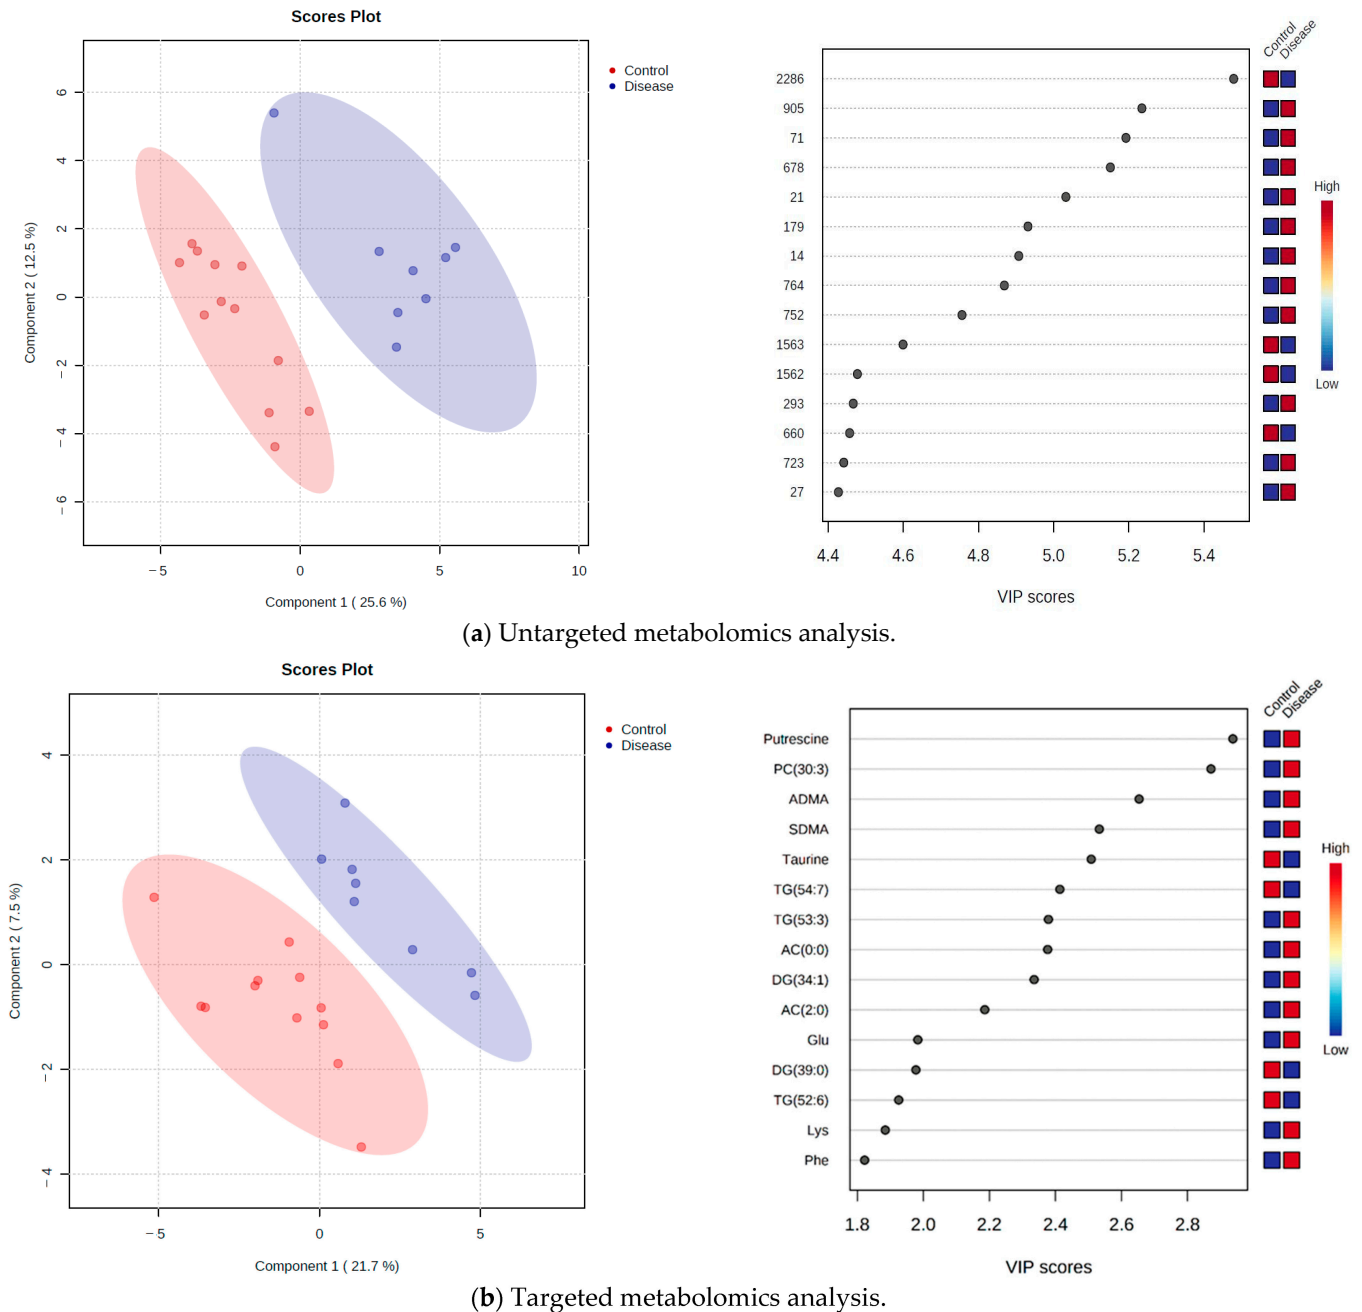 Scores Plot
Control
Disease
6
4
2
0
−2
−4
−6
Component 2 ( 12.5 %)
−5
0
5
10
Component 1 ( 25.6 %)
Control
Disease
2286
905
71
678
21
179
14
764
752
1563
1562
293
660
723
27
High
Low
4.4
4.6
4.8
5.0
5.2
5.4
VIP scores
(a) Untargeted metabolomics analysis.
Scores Plot
Control
Disease
4
2
0
−2
−4
Component 2 ( 7.5 %)
−5
0
5
Component 1 ( 21.7 %)
Control
Disease
Putrescine
PC(30:3)
ADMA
SDMA
Taurine
TG(54:7)
TG(53:3)
AC(0:0)
DG(34:1)
AC(2:0)
Glu
DG(39:0)
TG(52:6)
Lys
Phe
High
Low
1.8
2.0
2.2
2.4
2.6
2.8
VIP scores
(b) Targeted metabolomics analysis.